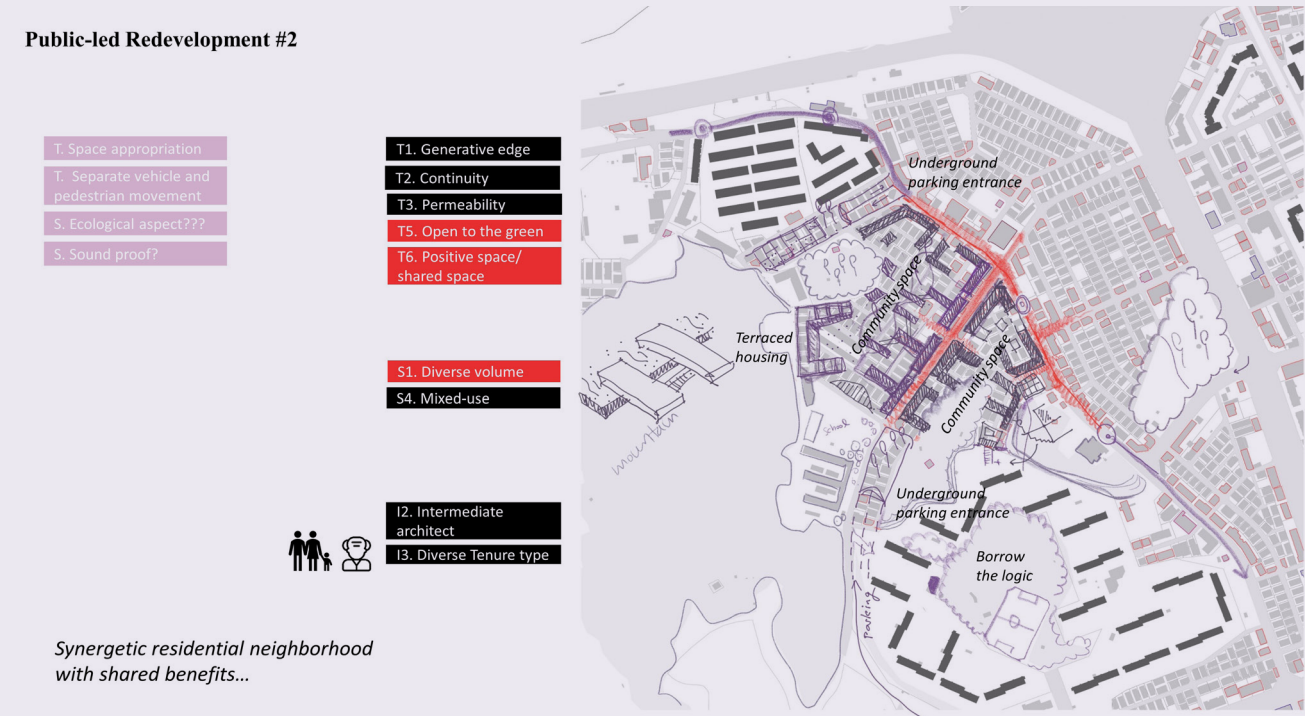 Public-led Redevelopment #2
T. Space appropriation
T. Separate vehicle and
pedestrian movement
S. Ecological aspect???
S. Sound proof?
T1. Generative edge
T2. Continuity
T3. Permeability
T5. Open to the green
T6. Positive space/
shared space
S1. Diverse volume
S4. Mixed-use
I2. Intermediate
architect
I3. Diverse Tenure type
Synergetic residential neighborhood
with shared benefits...
Underground
parking entrance
Community space
Terraced
housing
Community space
mountain
school
Underground
parking entrance
Borrow
the logic
parking